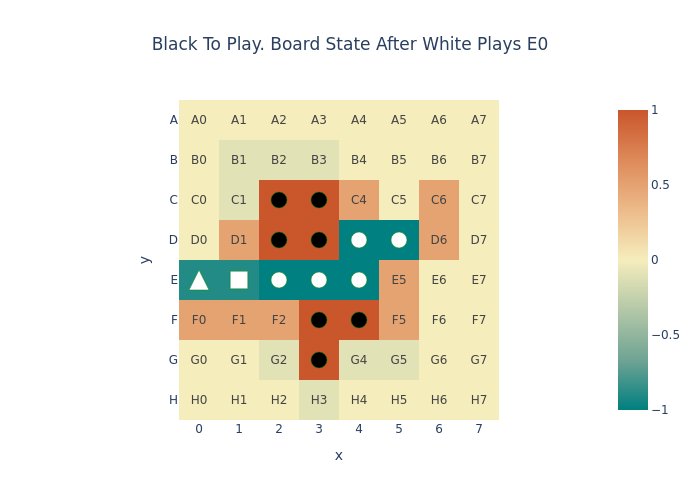 Black To Play. Board State After White Plays E0
A A0 A1 A2 A3 A4 A5 A6 A7
B B0 B1 B2 B3 B4 B5 B6 B7
C C0 C1 C4 C5 C6 C7
D D0 D1 D6 D7
E E5 E6 E7
F F0 F1 F2 F5 F6 F7
G G0 G1 G2 G4 G5 G6 G7
H H0 H1 H2 H3 H4 H5 H6 H7
0 1 2 3 4 5 6 7
x
y
1
0.5
0
−0.5
−1